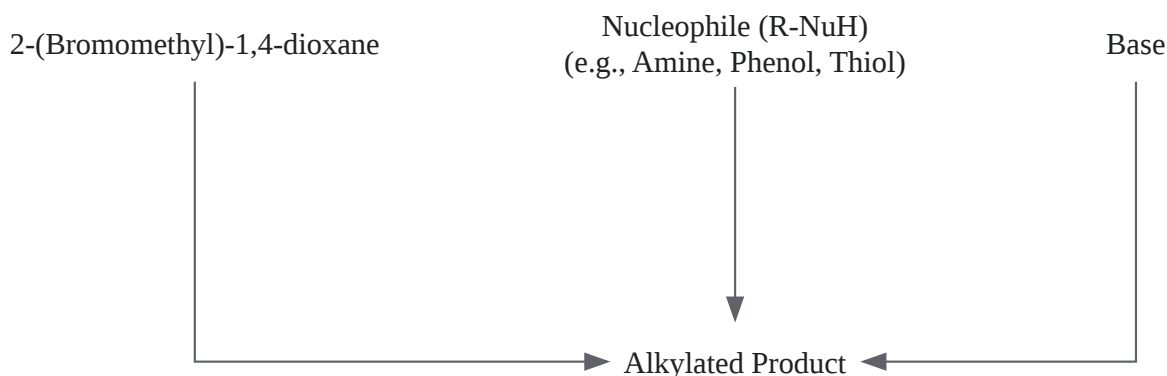 2-(Bromomethyl)-1,4-dioxane
Nucleophile (R-NuH)
(e.g., Amine, Phenol, Thiol)
Base
Alkylated Product